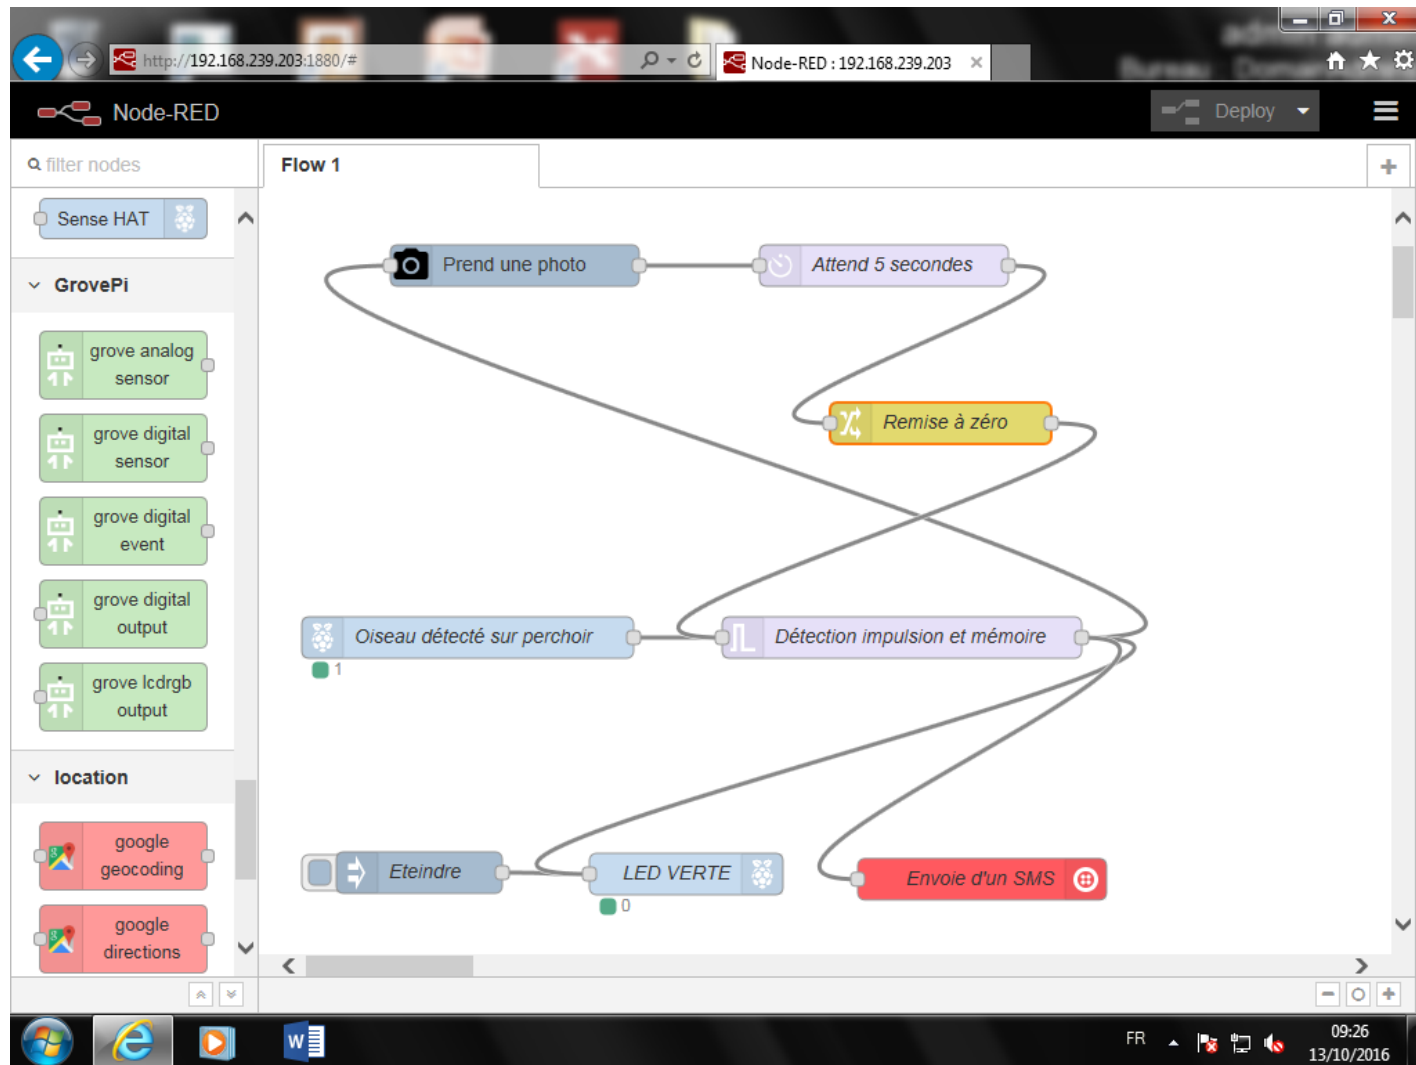 admin
Bureau Domaine
http://192.168.239.203:1880/#
Node-RED : 192.168.239.203
Node-RED
Deploy
filter nodes
Flow 1
Sense HAT
GrovePi
grove analog
sensor
grove digital
sensor
grove digital
event
grove digital
output
grove lcdrgb
output
location
google
geocoding
google
directions
Prend une photo
Attend 5 secondes
Remise à zéro
Oiseau détecté sur perchoir
1
Détection impulsion et mémoire
Eteindre
LED VERTE
0
Envoie d'un SMS
FR
09:26
13/10/2016